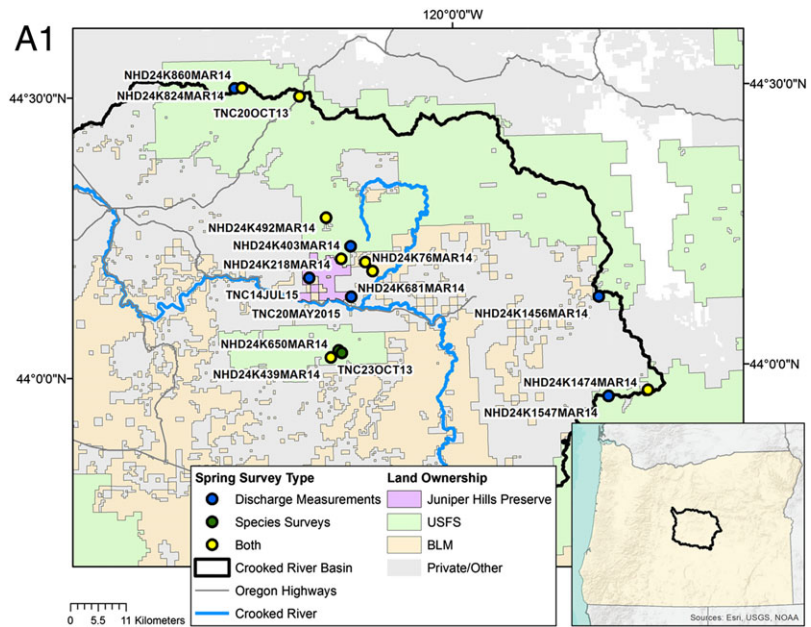 A1
120°0'0"W
44°30'0"N
44°30'0"N
NHD24K860MAR14
NHD24K824MAR14
TNC20OCT13
NHD24K492MAR14
NHD24K403MAR14
NHD24K76MAR14
NHD24K218MAR14
TNC14JUL15
NHD24K681MAR14
TNC20MAY2015
NHD24K1456MAR14
NHD24K650MAR14
TNC23OCT13
NHD24K439MAR14
44°0'0"N
44°0'0"N
NHD24K1474MAR14
NHD24K1547MAR14
Spring Survey Type
Discharge Measurements
Species Surveys
Both
Crooked River Basin
Oregon Highways
Crooked River
Land Ownership
Juniper Hills Preserve
USFS
BLM
Private/Other
0 5.5 11 Kilometers
Sources: Esri, USGS, NOAA